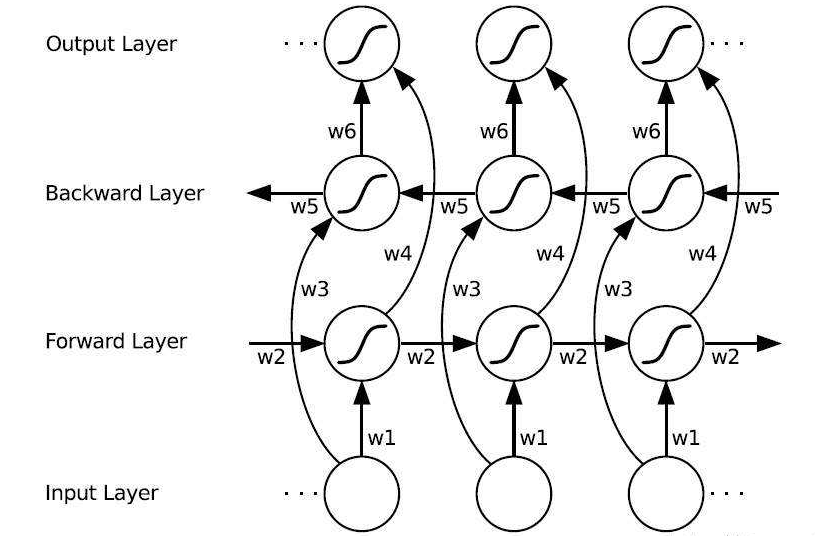 Output Layer
· · ·
· · ·
w6 w6 w6
Backward Layer
w5 w5 w5 w5
w4 w4 w4
w3 w3 w3
Forward Layer
w2 w2 w2 w2
w1 w1 w1
Input Layer
· · ·
· · ·